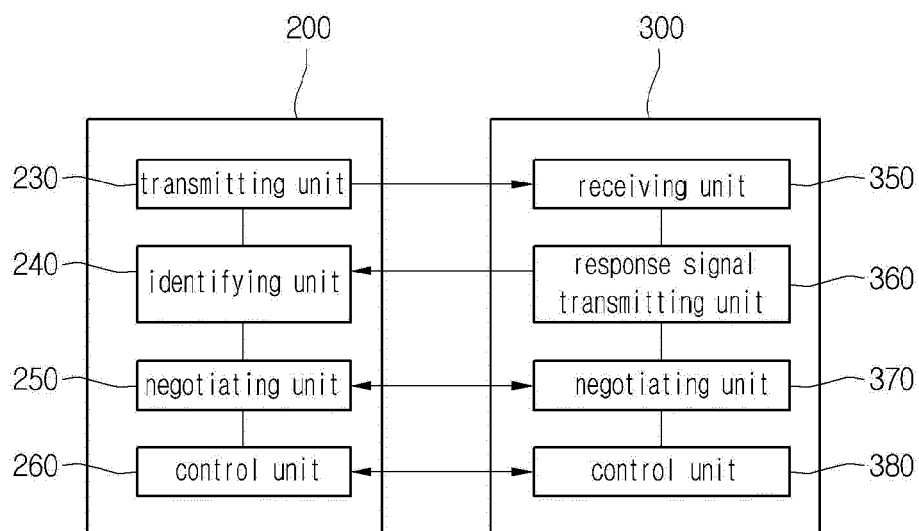 200
300
230
transmitting unit
receiving unit
350
240
identifying unit
response signal
transmitting unit
360
250
negotiating unit
negotiating unit
370
260
control unit
control unit
380